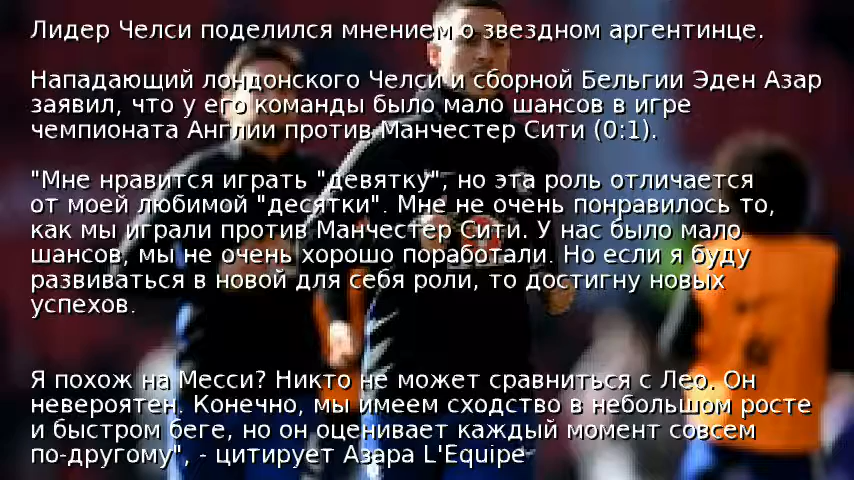 Лидер Челси поделился мнением о звездном аргентинце.
Нападающий лондонского Челси и сборной Бельгии Эден Азар
заявил, что у его команды было мало шансов в игре
чемпионата Англии против Манчестер Сити (0:1).
"Мне нравится играть "девятку", но эта роль отличается
от моей любимой "десятки". Мне не очень понравилось то,
как мы играли против Манчестер Сити. У нас было мало
шансов, мы не очень хорошо поработали. Но если я буду
развиваться в новой для себя роли, то достигну новых
успехов.
Я похож на Месси? Никто не может сравниться с Лео. Он
невероятен. Конечно, мы имеем сходство в небольшом росте
и быстром беге, но он оценивает каждый момент совсем
по-другому", - цитирует Азара L'Equipe